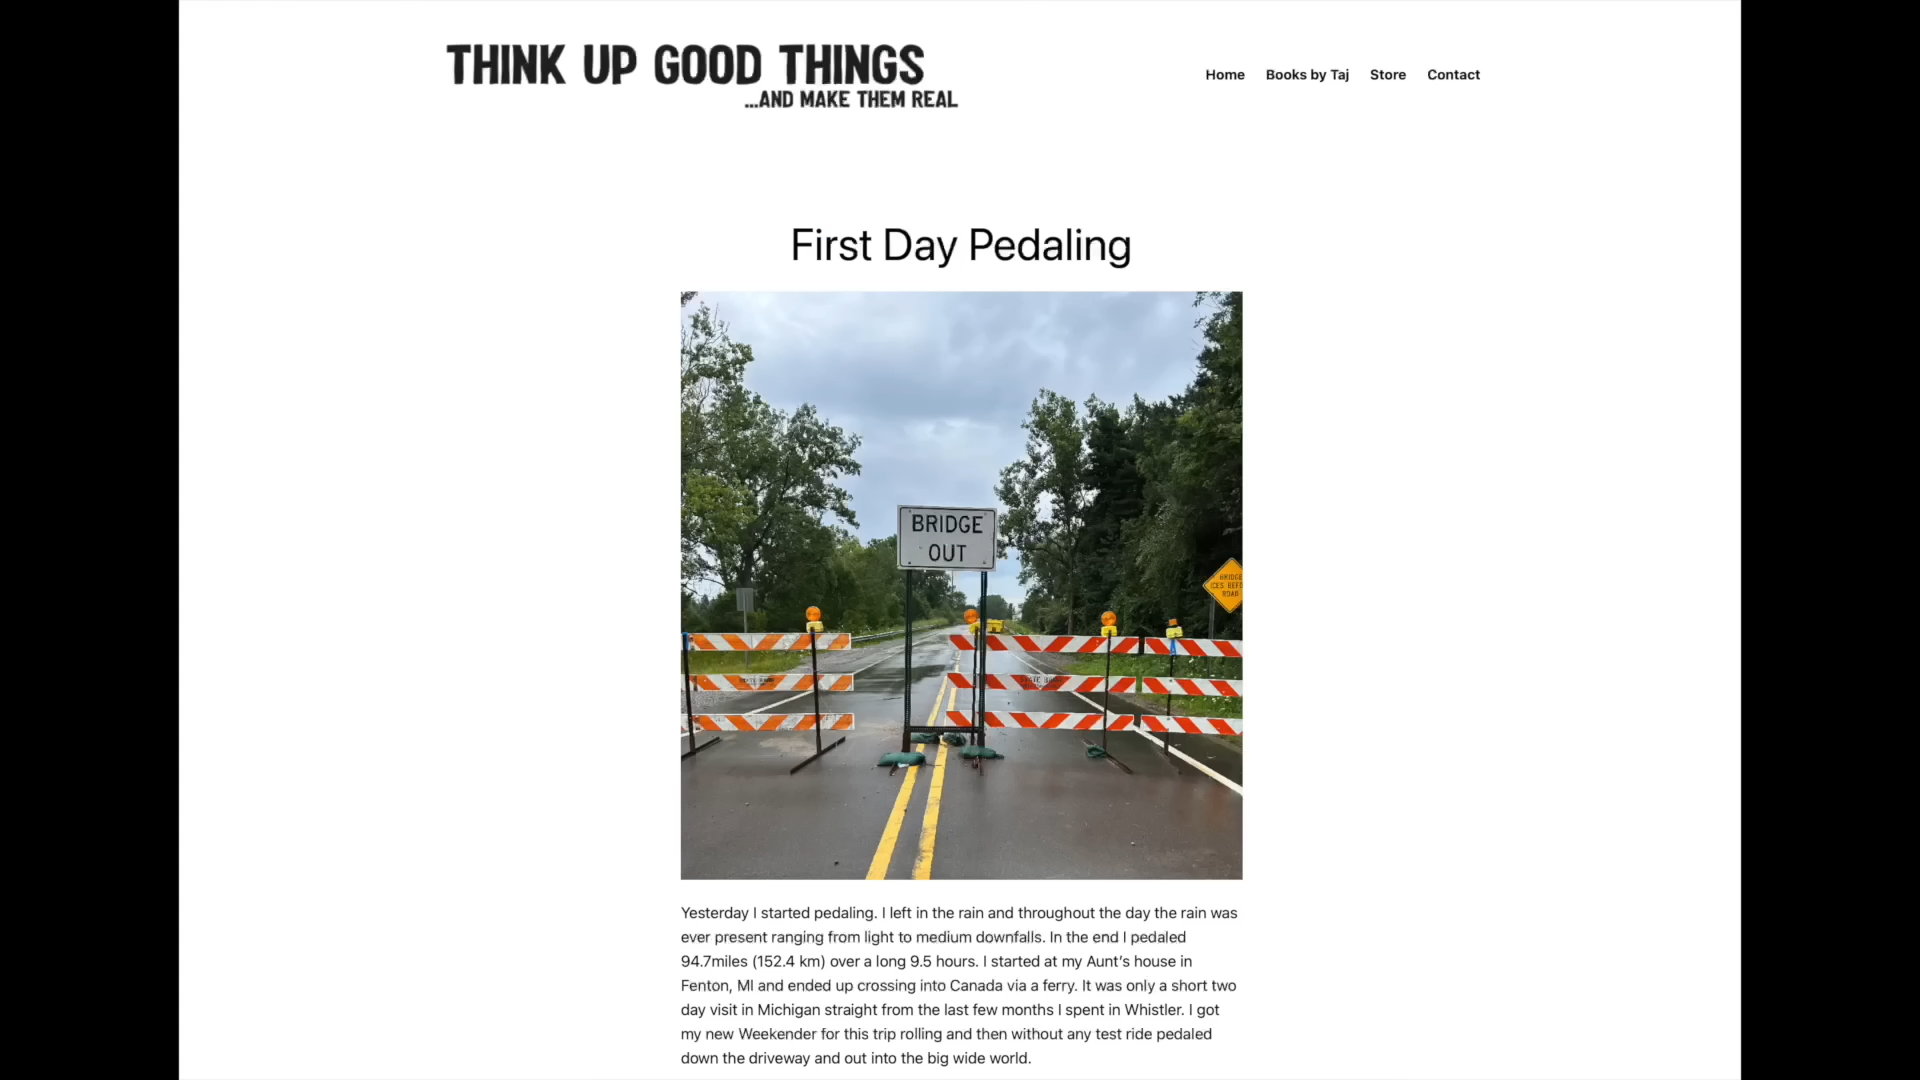 THINK UP GOOD THINGS
...AND MAKE THEM REAL
Home Books by Taj Store Contact
First Day Pedaling
BRIDGE
OUT
BRIDGE
ROAD
Yesterday I started pedaling. I left in the rain and throughout the day the rain was
ever present ranging from light to medium downfalls. In the end I pedaled
94.7miles (152.4 km) over a long 9.5 hours. I started at my Aunt’s house in
Fenton, MI and ended up crossing into Canada via a ferry. It was only a short two
day visit in Michigan straight from the last few months I spent in Whistler. I got
my new Weekender for this trip rolling and then without any test ride pedaled
down the driveway and out into the big wide world.